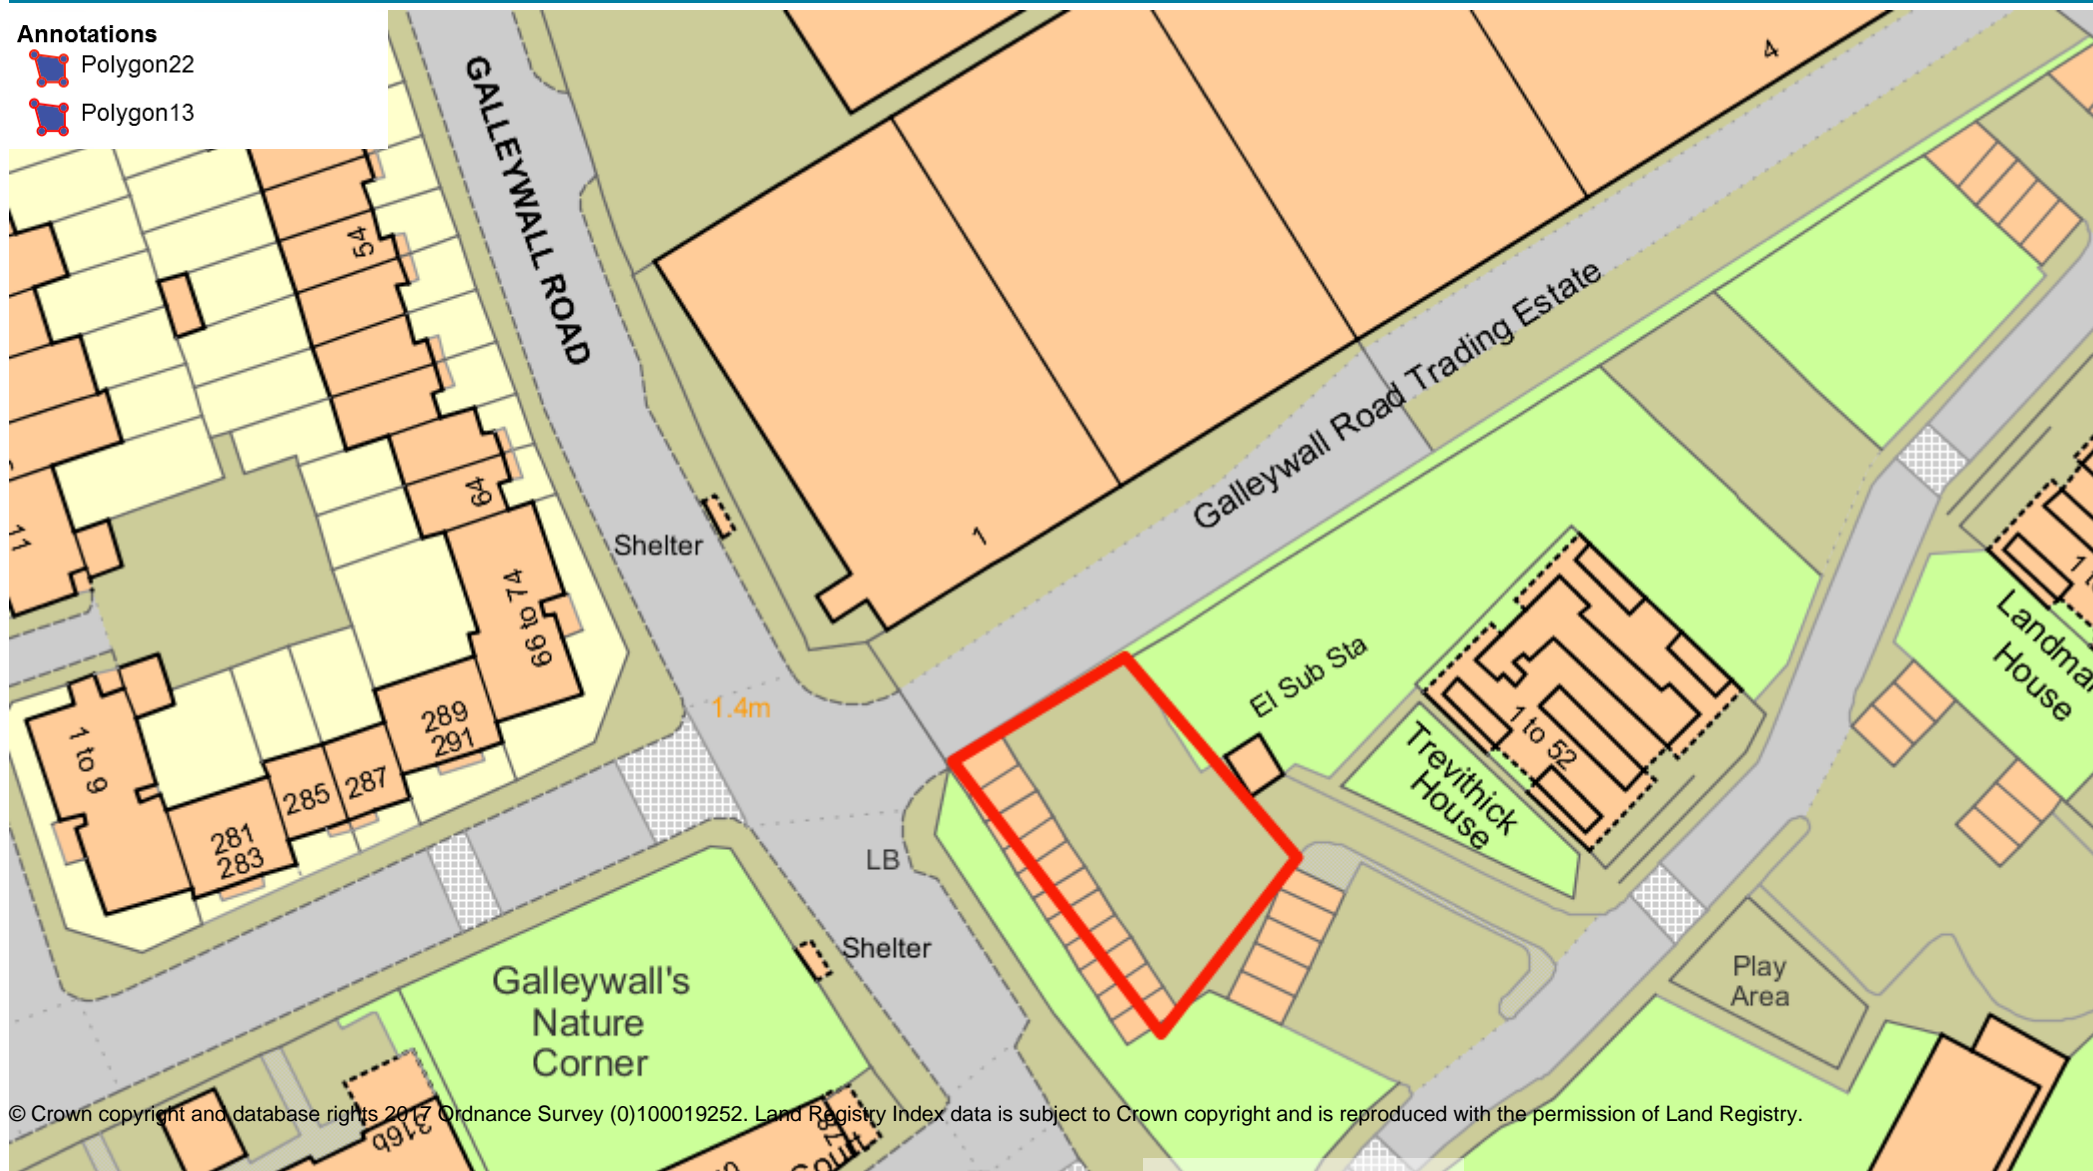 Annotations
Polygon22
Polygon13
GALLEYWALL ROAD
4
54
64
11
Shelter
1
Galleywall Road Trading Estate
66 to 74
El Sub Sta
1.4m
289
291
1 to 9
285
287
281
283
1 to 52
Trevithick
House
House
LB
Shelter
Play
Area
Galleywall's
Nature
Corner
316b
© Crown copyright and database rights 2017 Ordnance Survey (0)100019252. Land Registry Index data is subject to Crown copyright and is reproduced with the permission of Land Registry.